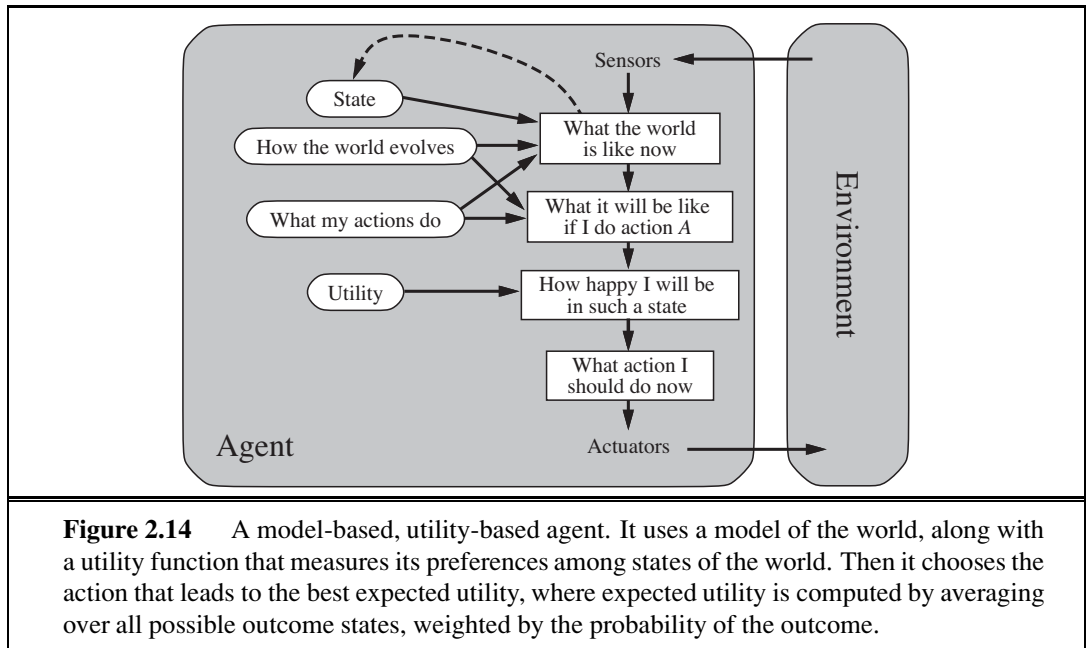 Sensors
State
What the world
is like now
How the world evolves
What it will be like
if I do action A
What my actions do
Utility
How happy I will be
in such a state
What action I
should do now
Agent
Actuators
Environment
Figure 2.14 A model-based, utility-based agent. It uses a model of the world, along with
a utility function that measures its preferences among states of the world. Then it chooses the
action that leads to the best expected utility, where expected utility is computed by averaging
over all possible outcome states, weighted by the probability of the outcome.